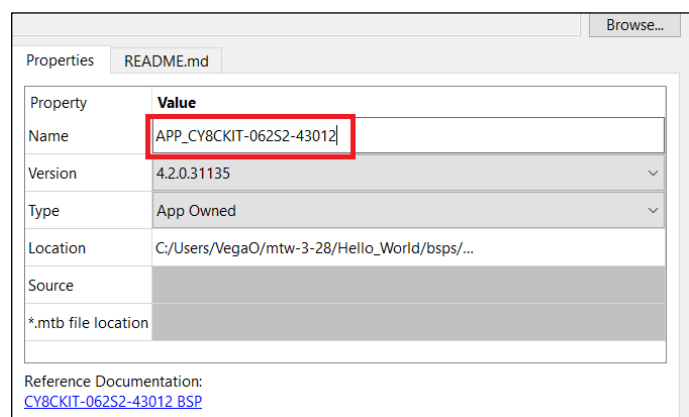 Browse...
Properties README.md
Property Value
Name APP_CY8CKIT-062S2-43012
Version 4.2.0.31135
Type App Owned
Location C:/Users/VegaO/mtw-3-28/Hello_World/bsps/...
Source
*.mtb file location
Reference Documentation:
CY8CKIT-062S2-43012 BSP